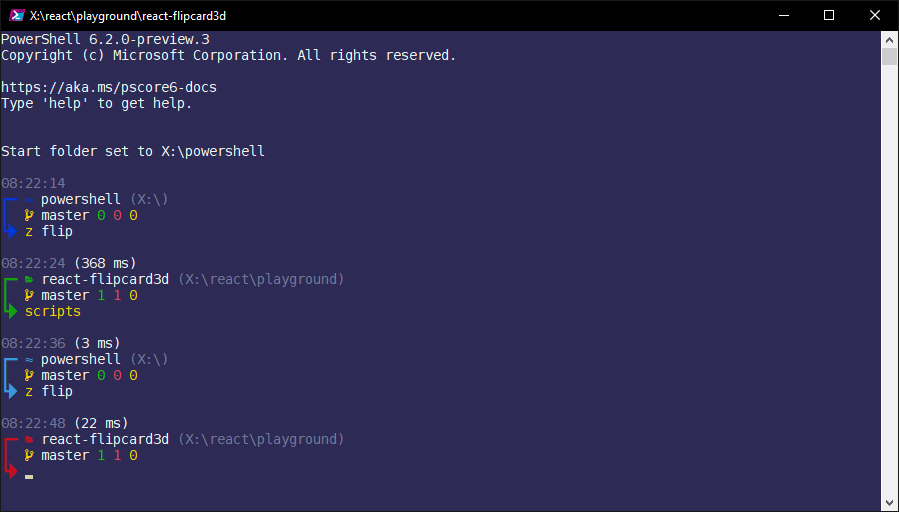 X:\react\playground\react-flipcard3d
PowerShell 6.2.0-preview.3
Copyright (c) Microsoft Corporation. All rights reserved.
https://aka.ms/pscore6-docs
Type 'help' to get help.
Start folder set to X:\powershell
08:22:14
≈ powershell (X:\)
master 0 0 0
z flip
08:22:24 (368 ms)
react-flipcard3d (X:\react\playground)
master 1 1 0
scripts
08:22:36 (3 ms)
≈ powershell (X:\)
master 0 0 0
z flip
08:22:48 (22 ms)
react-flipcard3d (X:\react\playground)
master 1 1 0